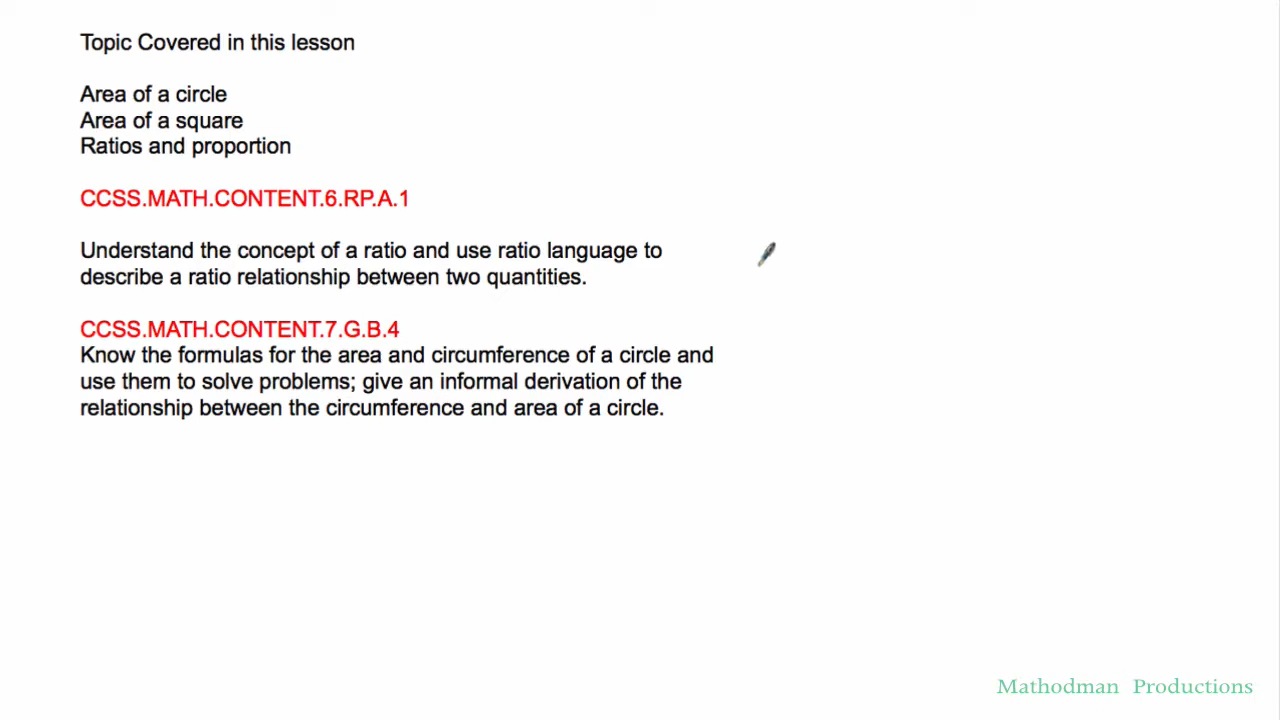 Topic Covered in this lesson
Area of a circle
Area of a square
Ratios and proportion
CCSS.MATH.CONTENT.6.RP.A.1
Understand the concept of a ratio and use ratio language to
describe a ratio relationship between two quantities.
CCSS.MATH.CONTENT.7.G.B.4
Know the formulas for the area and circumference of a circle and
use them to solve problems; give an informal derivation of the
relationship between the circumference and area of a circle.
Mathodman Productions